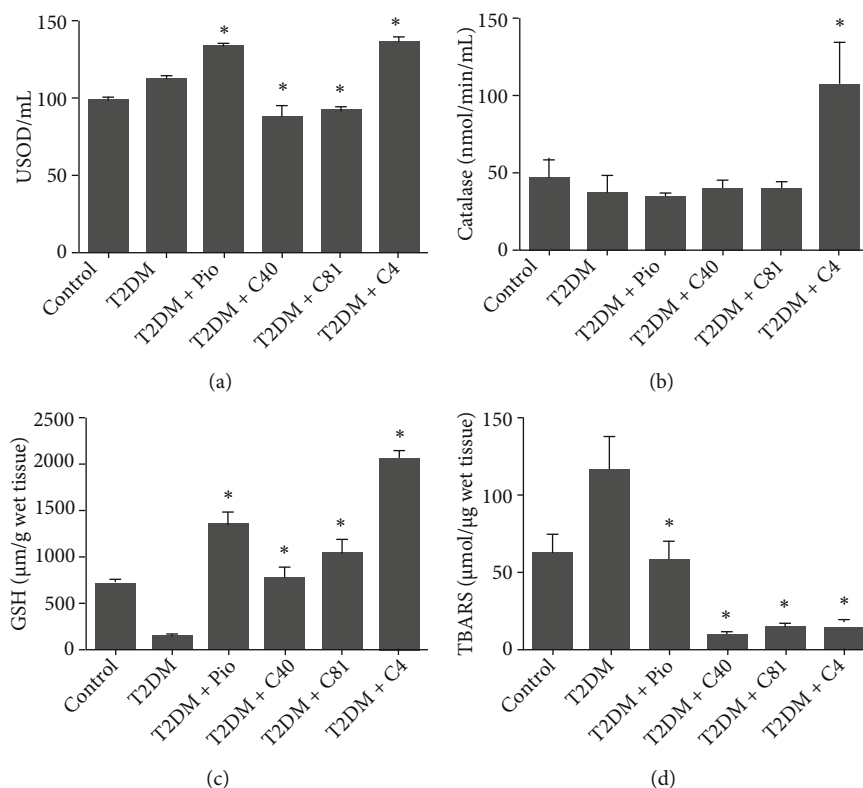 150
100
50
0
USOD/mL
*
*
*
*
Control
T2DM
T2DM + Pio
T2DM + C40
T2DM + C81
T2DM + C4
(a)
150
100
50
0
Catalase (nmol/min/mL)
*
Control
T2DM
T2DM + Pio
T2DM + C40
T2DM + C81
T2DM + C4
(b)
2500
2000
1500
1000
500
0
GSH (μm/g wet tissue)
*
*
*
*
Control
T2DM
T2DM + Pio
T2DM + C40
T2DM + C81
T2DM + C4
(c)
150
100
50
0
TBARS (μmol/μg wet tissue)
*
*
*
*
Control
T2DM
T2DM + Pio
T2DM + C40
T2DM + C81
T2DM + C4
(d)